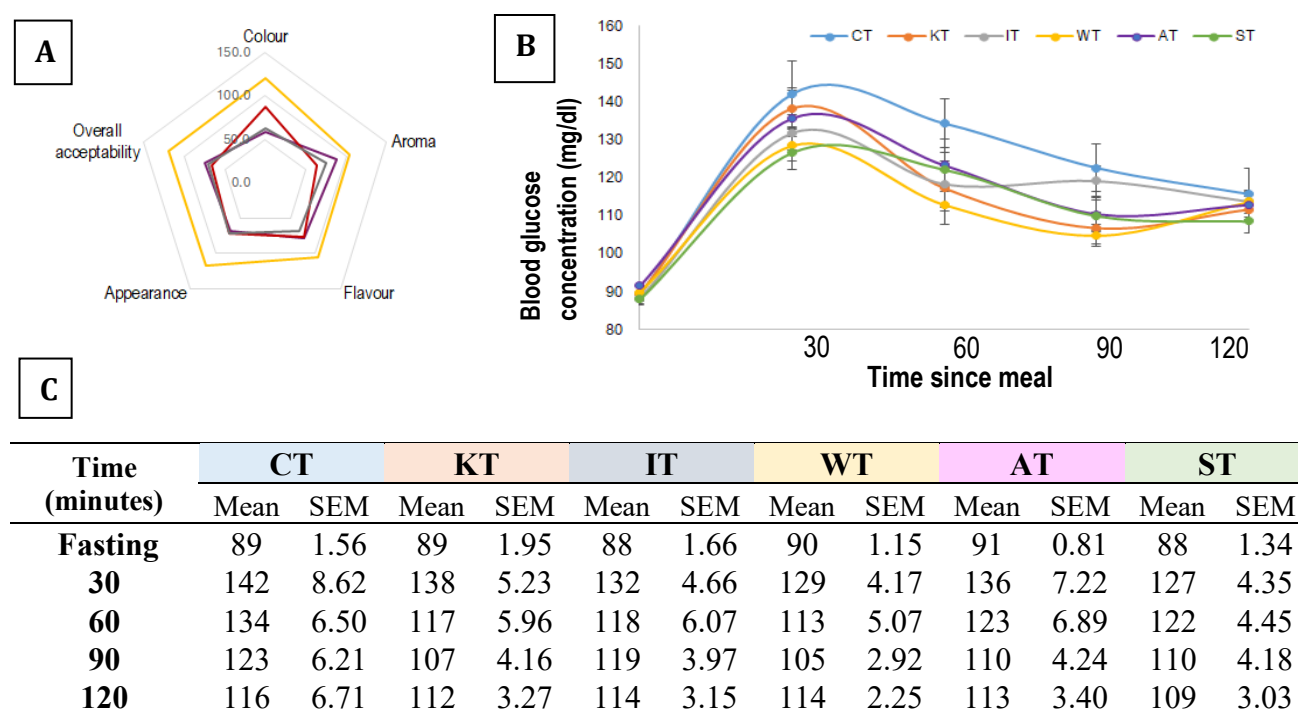 A
Colour
150.0
100.0
50.0
0.0
Aroma
Flavour
Appearance
Overall
acceptability
B
CT KT IT WT AT ST
160
150
140
130
120
110
100
90
80
Blood glucose
concentration (mg/dl)
30 60 90 120
Time since meal
C
Time
(minutes) CT KT IT WT AT ST
Mean SEM Mean SEM Mean SEM Mean SEM Mean SEM Mean SEM
Fasting 89 1.56 89 1.95 88 1.66 90 1.15 91 0.81 88 1.34
30 142 8.62 138 5.23 132 4.66 129 4.17 136 7.22 127 4.35
60 134 6.50 117 5.96 118 6.07 113 5.07 123 6.89 122 4.45
90 123 6.21 107 4.16 119 3.97 105 2.92 110 4.24 110 4.18
120 116 6.71 112 3.27 114 3.15 114 2.25 113 3.40 109 3.03